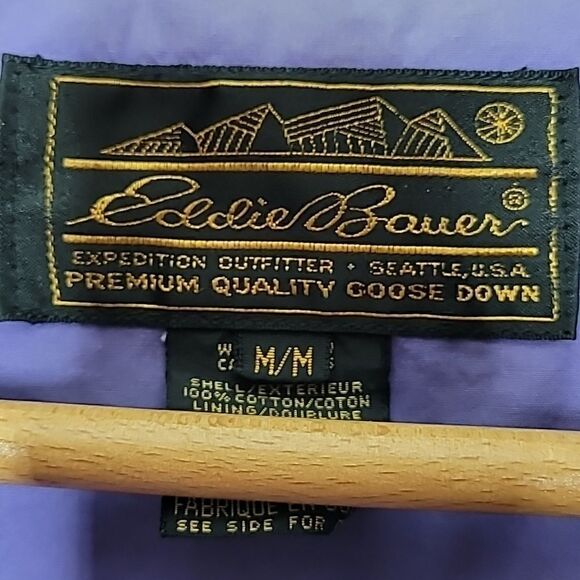 Eddie Bauer®
EXPEDITION OUTFITTER • SEATTLE, U.S.A.
PREMIUM QUALITY GOOSE DOWN
M/M
SHELL/EXTERIEUR
100% COTTON/COTON
LINING/DOUBLURE
FABRIQUE
SEE SIDE FOR